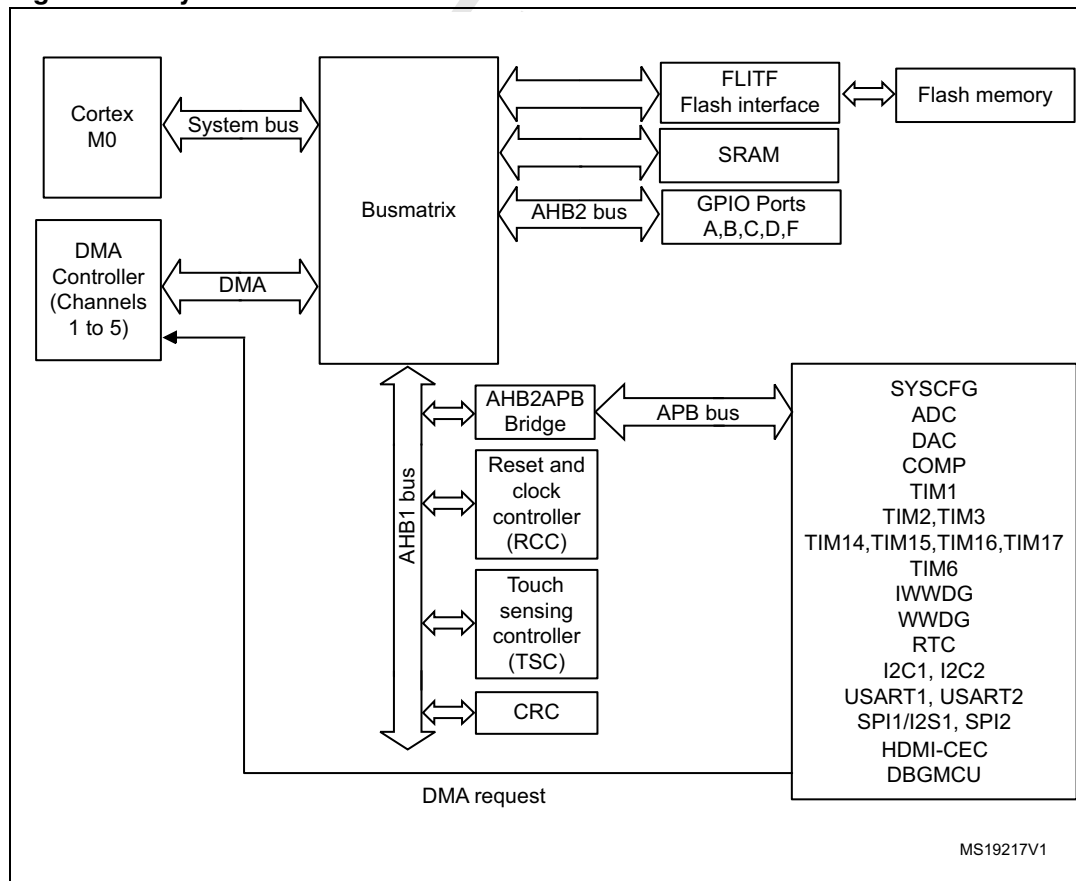 Cortex
M0
System bus
Busmatrix
FLITF
Flash interface
Flash memory
SRAM
AHB2 bus
GPIO Ports
A,B,C,D,F
DMA
Controller
(Channels
1 to 5)
DMA
AHB1 bus
AHB2APB
Bridge
APB bus
Reset and
clock
controller
(RCC)
Touch
sensing
controller
(TSC)
CRC
SYSCFG
ADC
DAC
COMP
TIM1
TIM2,TIM3
TIM14,TIM15,TIM16,TIM17
TIM6
IWWDG
WWDG
RTC
I2C1, I2C2
USART1, USART2
SPI1/I2S1, SPI2
HDMI-CEC
DBGMCU
DMA request
MS19217V1